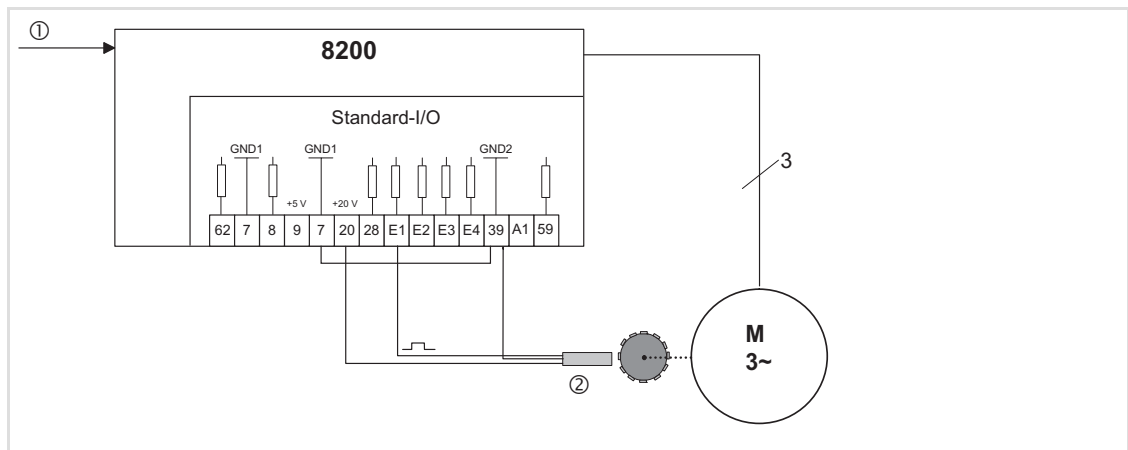 ①
8200
Standard-I/O
GND1 GND1 GND2
+5 V +20 V
62 7 8 9 7 20 28 E1 E2 E3 E4 39 A1 59
3
M
3~
②